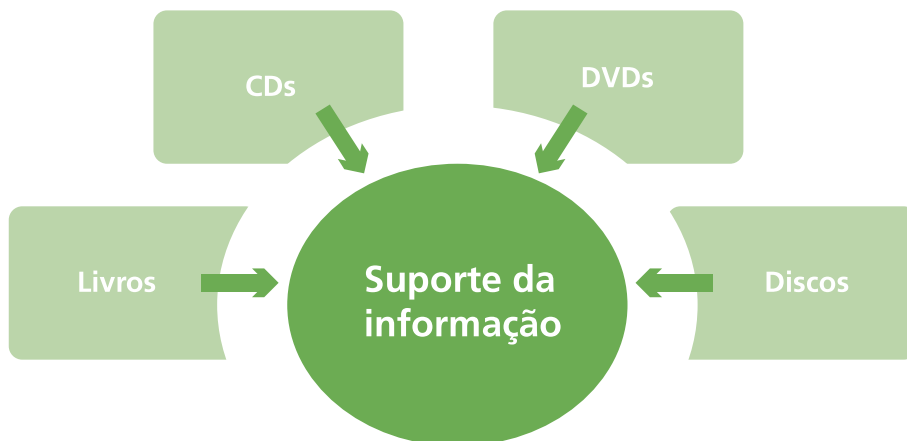 CDs
DVDs
Livros
Suporte da
informação
Discos